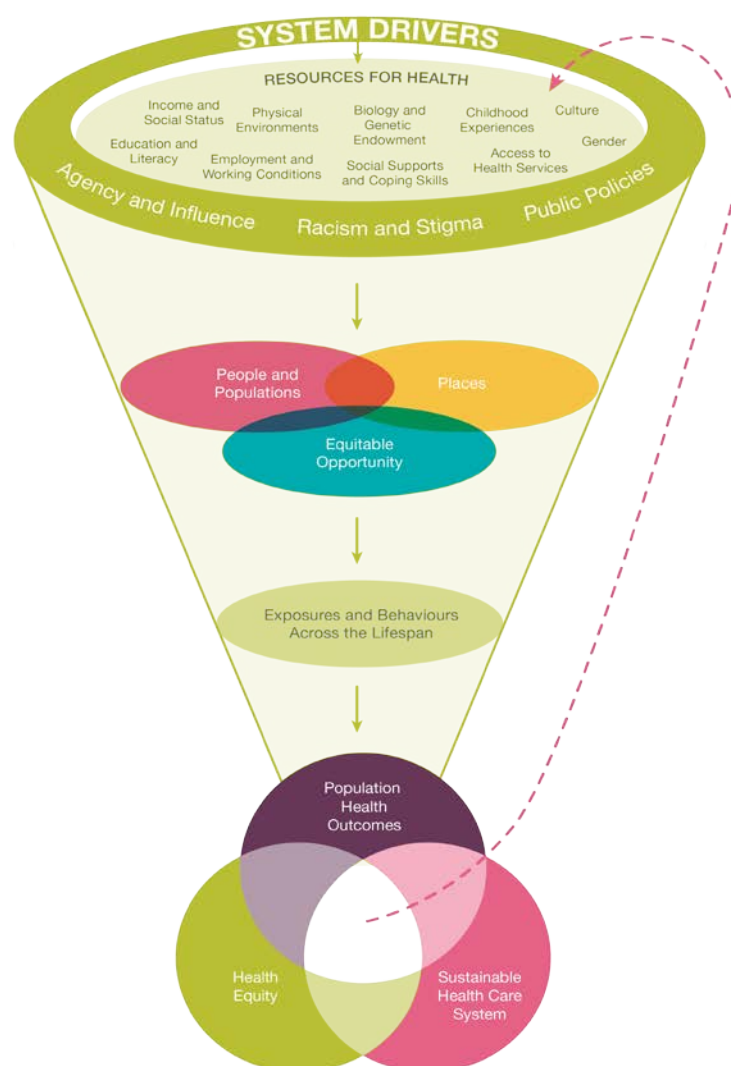 SYSTEM DRIVERS
RESOURCES FOR HEALTH
Income and
Social Status
Physical
Environments
Biology and
Genetic
Endowment
Childhood
Experiences
Culture
Education and
Literacy
Employment and
Working Conditions
Social Supports
and Coping Skills
Access to
Health Services
Gender
Agency and Influence
Racism and Stigma
Public Policies
People and
Populations
Places
Equitable
Opportunity
Exposures and Behaviours
Across the Lifespan
Population
Health
Outcomes
Health
Equity
Sustainable
Health Care
System